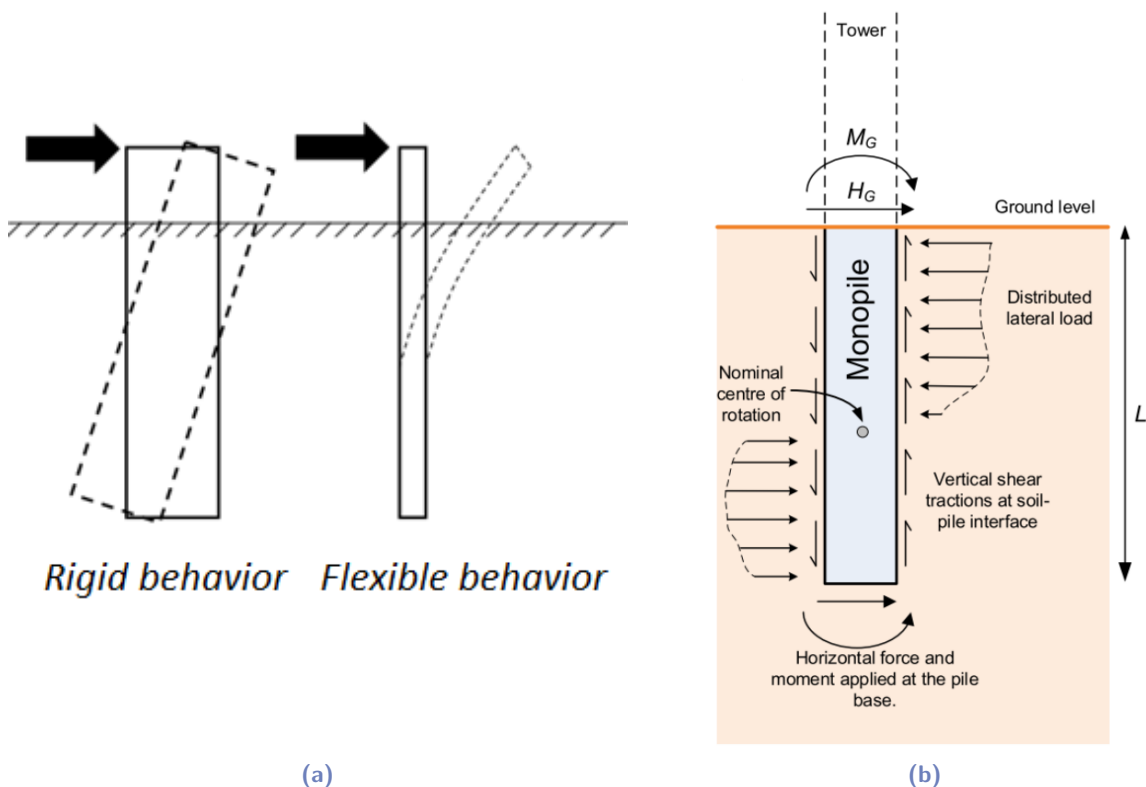 Rigid behavior
Flexible behavior
(a)
Tower
M_G
H_G
Ground level
Monopile
Distributed
lateral load
Nominal
centre of
rotation
L
Vertical shear
tractions at soil-
pile interface
Horizontal force and
moment applied at the pile
base.
(b)